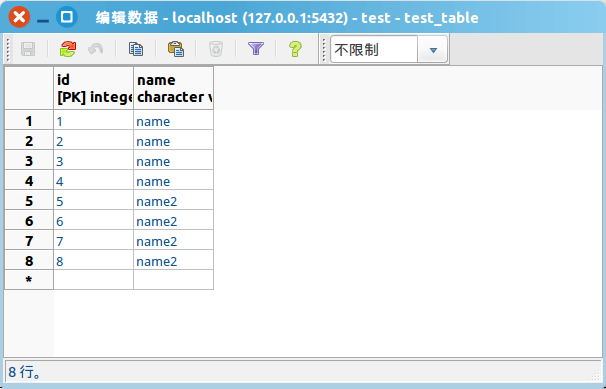 编辑数据 - localhost (127.0.0.1:5432) - test - test_table
不限制
id name
[PK] intege character v
1 1 name
2 2 name
3 3 name
4 4 name
5 5 name2
6 6 name2
7 7 name2
8 8 name2
*
8 行。